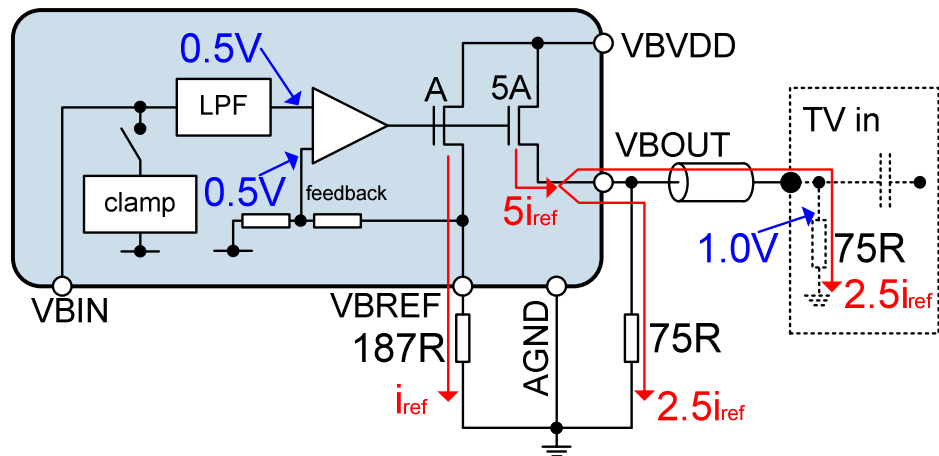 0.5V
VBVDD
A
5A
LPF
TV in
VBOUT
0.5V
feedback
clamp
5iref
1.0V
75R
2.5iref
VBIN
VBREF
187R
AGND
75R
iref
2.5iref